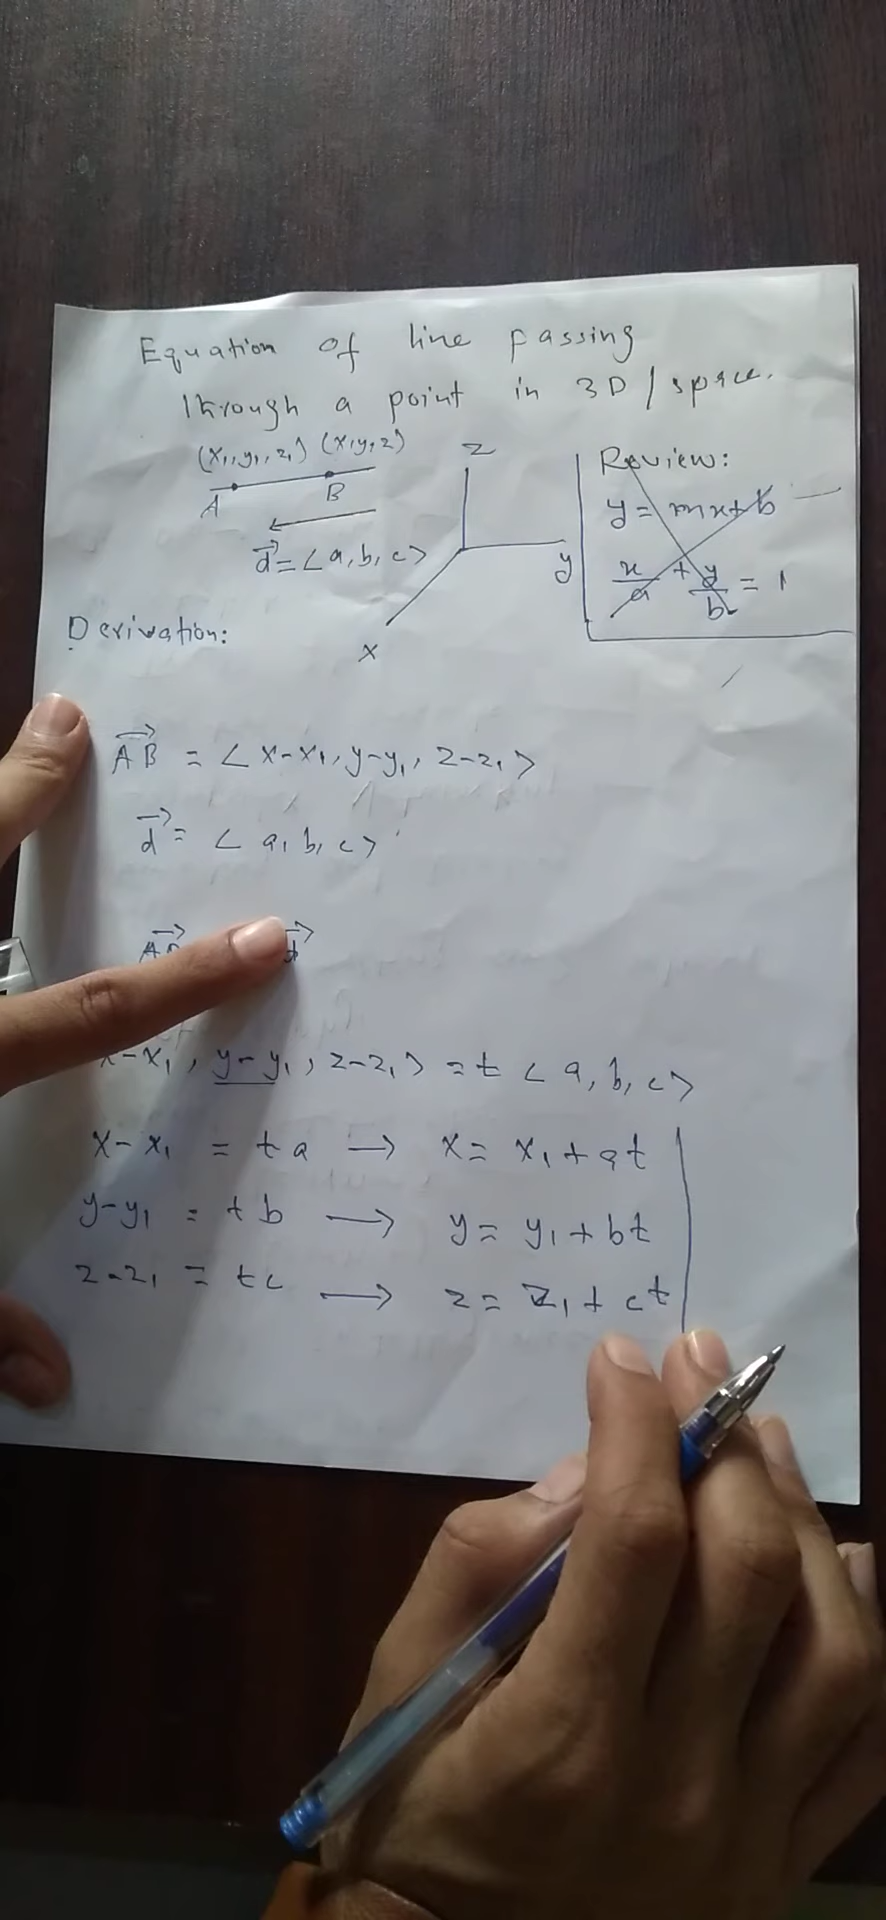 Equation of line passing
through a point in 3D / space.
(x₁, y₁, z₁) (x, y, z)
A B
d⃗ = < a, b, c >
z
y
x
Review:
y = mx + b
x/a + y/b = 1
Derivation:
AB⃗ = < x-x₁, y-y₁, z-z₁ >
d⃗ = < a, b, c >
x-x₁, y-y₁, z-z₁ > = t < a, b, c >
x-x₁ = ta → x = x₁ + at
y-y₁ = tb → y = y₁ + bt
z-z₁ = tc → z = z₁ + ct